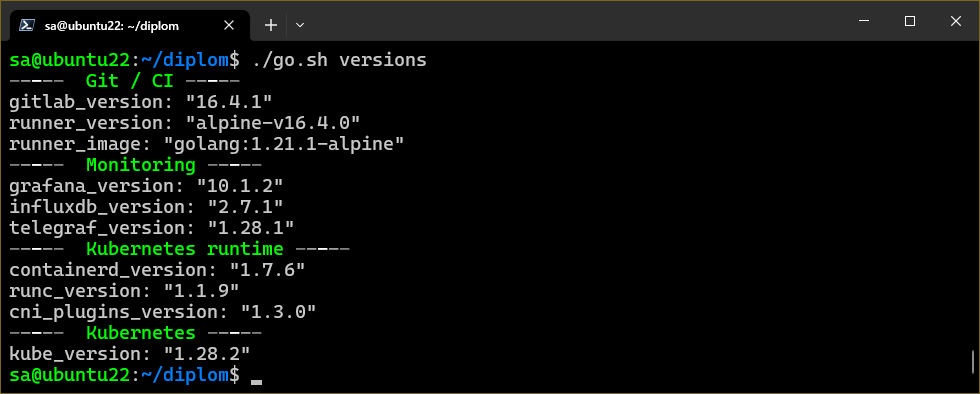 sa@ubuntu22: ~/diplom
sa@ubuntu22:~/diplom$ ./go.sh versions
-----  Git / CI -----
gitlab_version: "16.4.1"
runner_version: "alpine-v16.4.0"
runner_image: "golang:1.21.1-alpine"
-----  Monitoring -----
grafana_version: "10.1.2"
influxdb_version: "2.7.1"
telegraf_version: "1.28.1"
-----  Kubernetes runtime -----
containerd_version: "1.7.6"
runc_version: "1.1.9"
cni_plugins_version: "1.3.0"
-----  Kubernetes -----
kube_version: "1.28.2"
sa@ubuntu22:~/diplom$